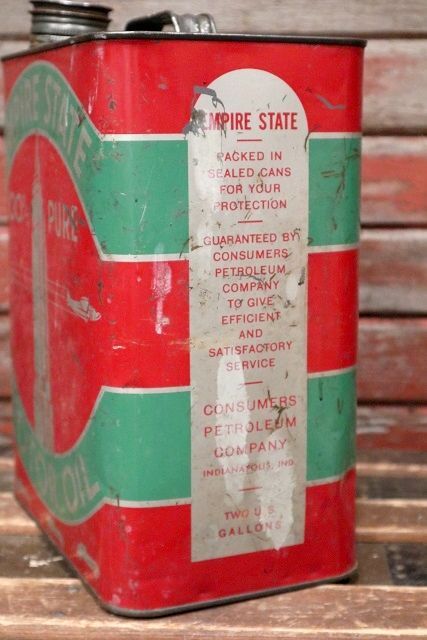 EMPIRE STATE
PACKED IN
SEALED CANS
FOR YOUR
PROTECTION
GUARANTEED BY
CONSUMERS
PETROLEUM
COMPANY
TO GIVE
EFFICIENT
AND
SATISFACTORY
SERVICE
CONSUMERS
PETROLEUM
COMPANY
INDIANAPOLIS, IND.
TWO U.S.
GALLONS
STATE
PURE
OIL